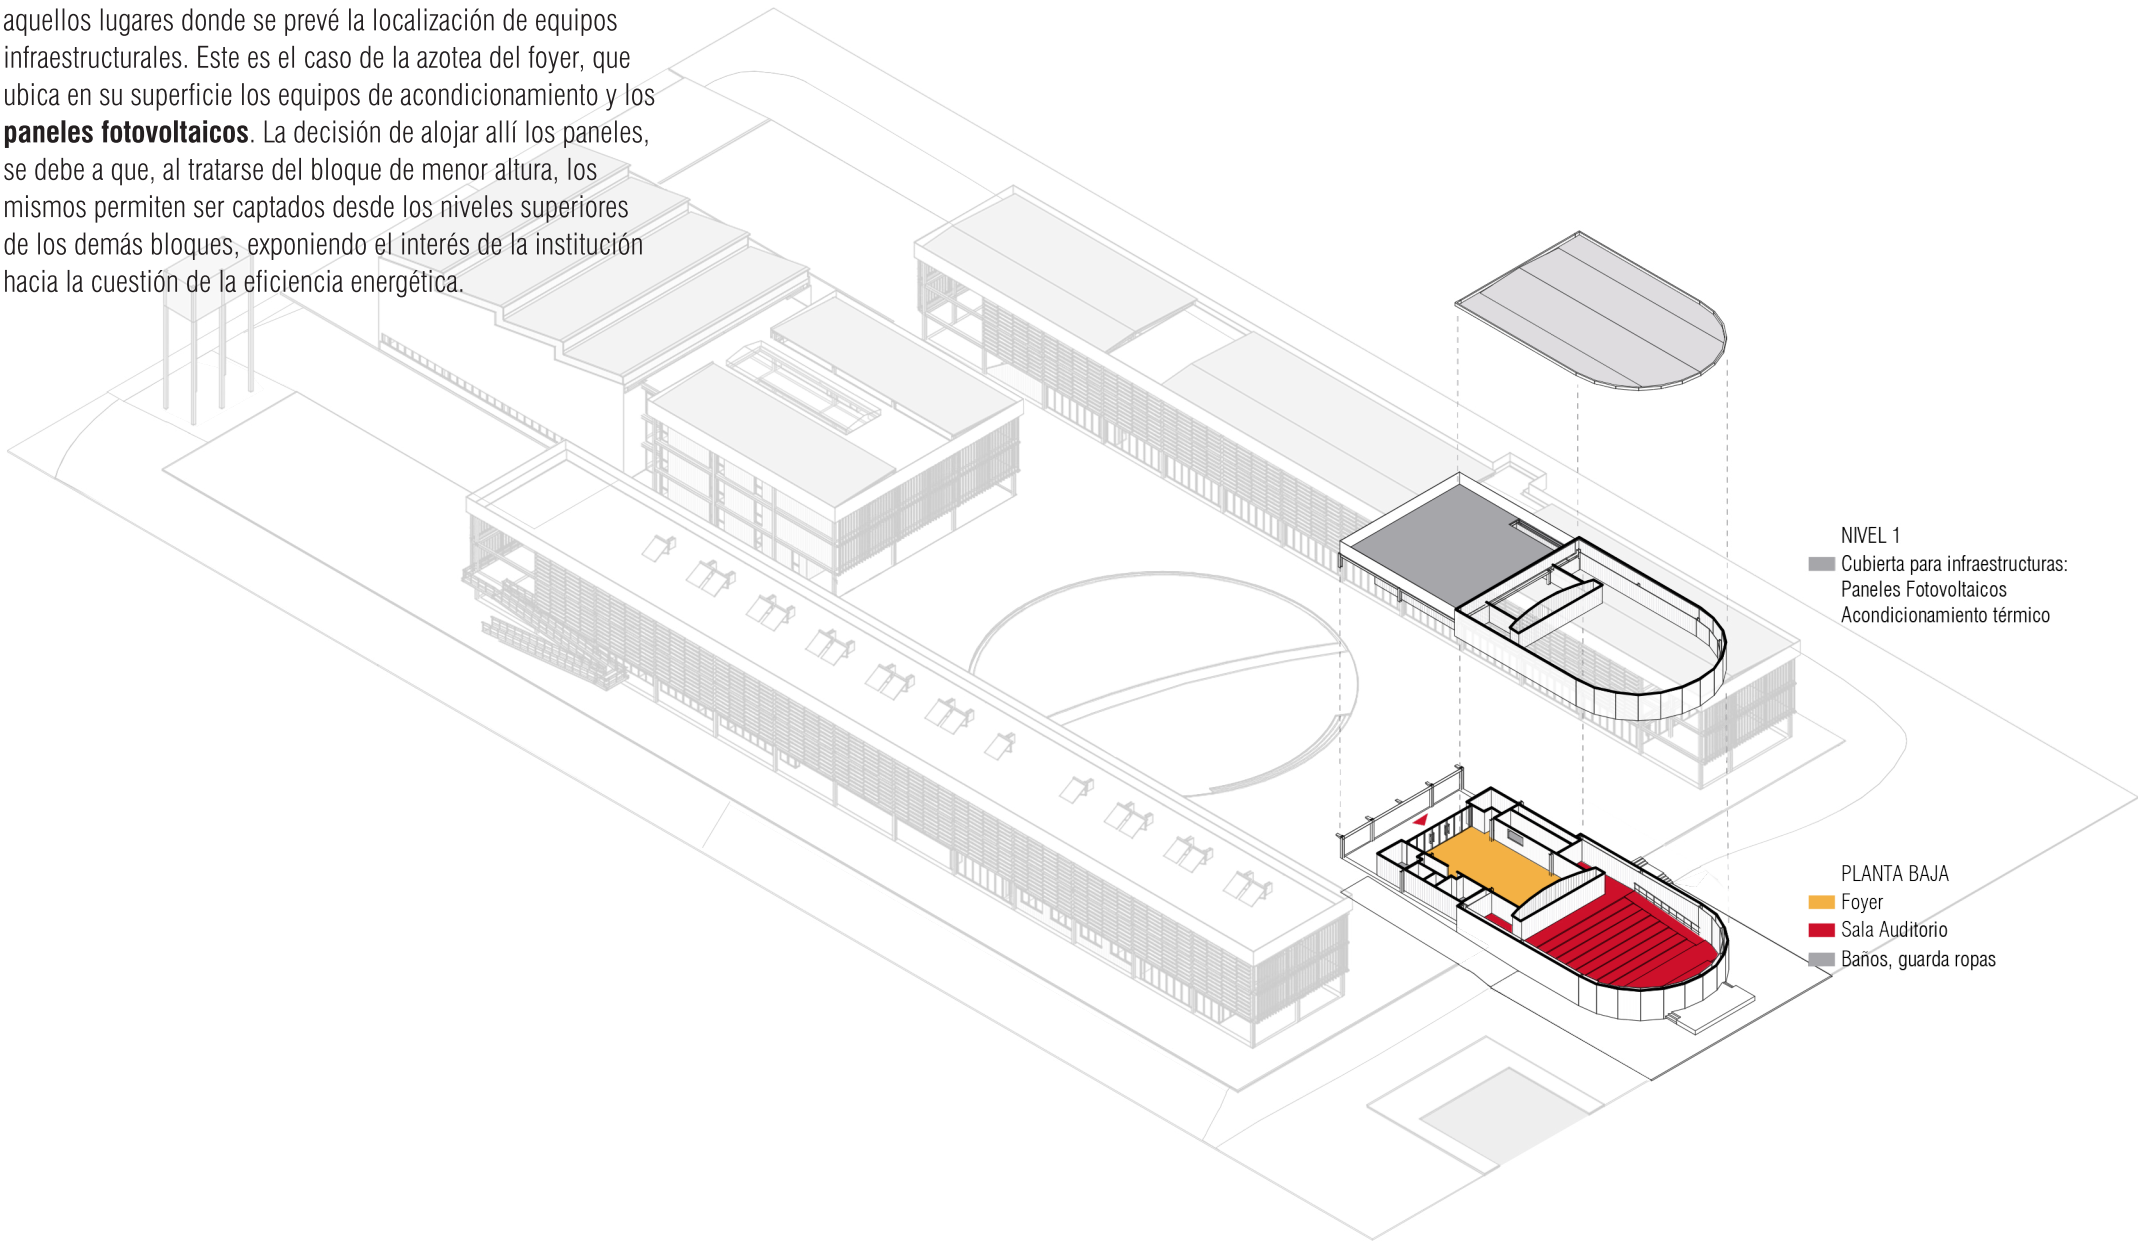 aquellos lugares donde se prevé la localización de equipos
infraestructurales. Este es el caso de la azotea del foyer, que
ubica en su superficie los equipos de acondicionamiento y los
paneles fotovoltaicos. La decisión de alojar allí los paneles,
se debe a que, al tratarse del bloque de menor altura, los
mismos permiten ser captados desde los niveles superiores
de los demás bloques, exponiendo el interés de la institución
hacia la cuestión de la eficiencia energética.
NIVEL 1
Cubierta para infraestructuras:
Paneles Fotovoltaicos
Acondicionamiento térmico
PLANTA BAJA
Foyer
Sala Auditorio
Baños, guarda ropas